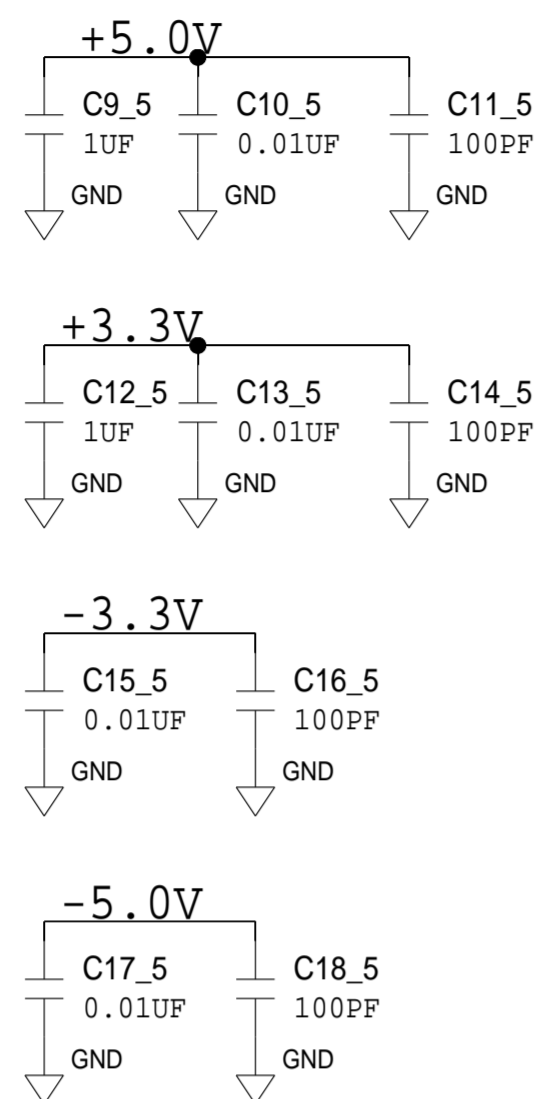 +5.0V
C9_5 C10_5 C11_5
1UF 0.01UF 100PF
GND GND GND
+3.3V
C12_5 C13_5 C14_5
1UF 0.01UF 100PF
GND GND GND
-3.3V
C15_5 C16_5
0.01UF 100PF
GND GND
-5.0V
C17_5 C18_5
0.01UF 100PF
GND GND